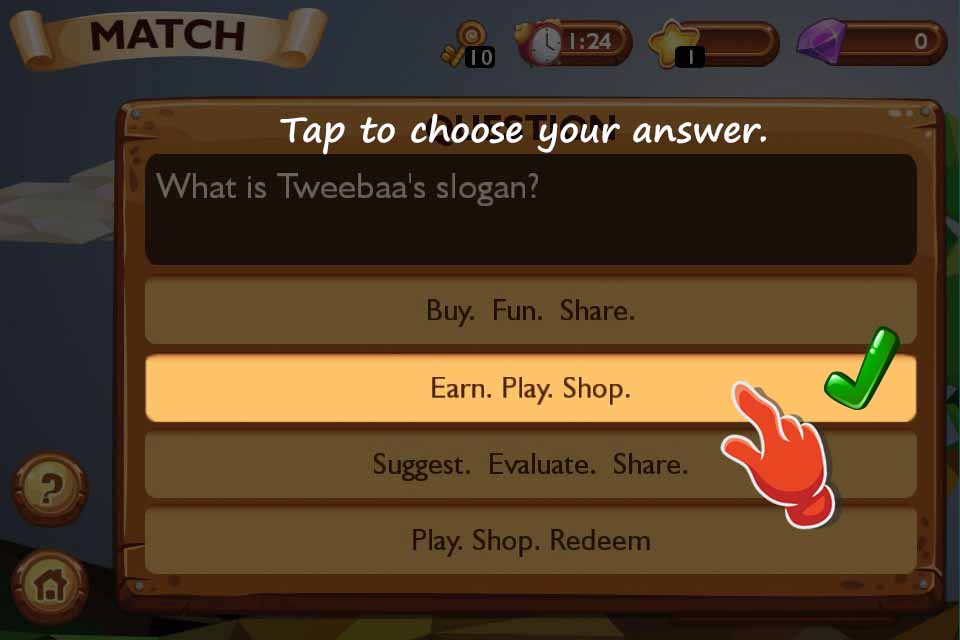 MATCH
10
1:24
1
0
QUESTION
Tap to choose your answer.
What is Tweebaa's slogan?
Buy. Fun. Share.
Earn. Play. Shop.
Suggest. Evaluate. Share.
Play. Shop. Redeem
?